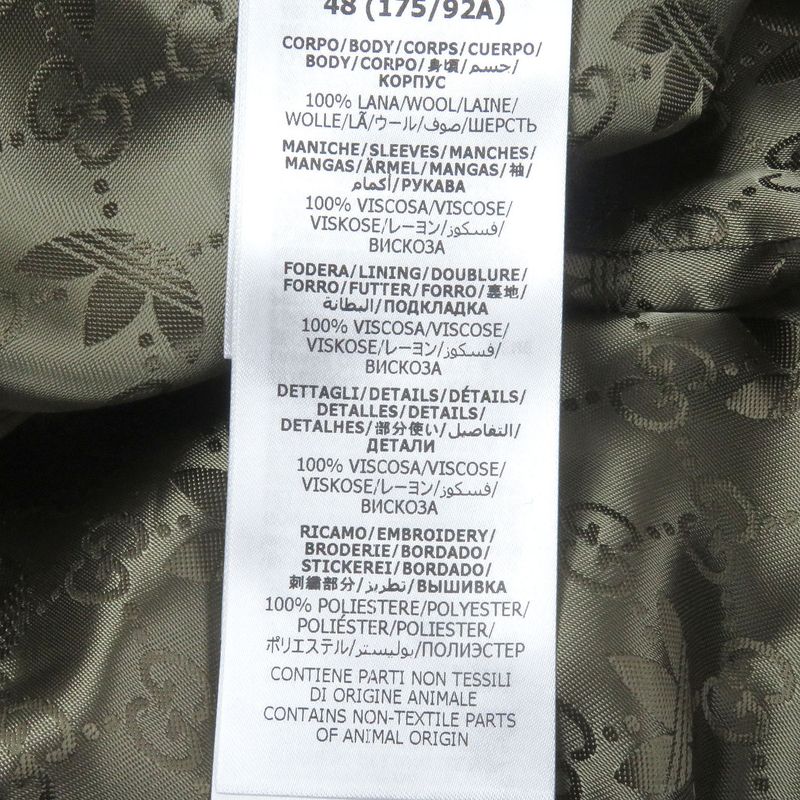 48 (175/92A)
CORPO/BODY/CORPS/CUERPO/
BODY/CORPO/身頃/جسم/
КОРПУС
100% LANA/WOOL/LAINE/
WOLLE/LÃ/ウール/صوف/ШЕРСТЬ
MANICHE/SLEEVES/MANCHES/
MANGAS/ÄRMEL/MANGAS/袖/
أكمام/РУКАВА
100% VISCOSA/VISCOSE/
VISKOSE/レーヨン/فسكوز/
ВИСКОЗА
FODERA/LINING/DOUBLURE/
FORRO/FUTTER/FORRO/裏地/
البطانة/ПОДКЛАДКА
100% VISCOSA/VISCOSE/
VISKOSE/レーヨン/فسكوز/
ВИСКОЗА
DETTAGLI/DETAILS/DÉTAILS/
DETALLES/DETAILS/
DETALHES/部分使い/التفاصيل/
ДЕТАЛИ
100% VISCOSA/VISCOSE/
VISKOSE/レーヨン/فسكوز/
ВИСКОЗА
RICAMO/EMBROIDERY/
BRODERIE/BORDADO/
STICKEREI/BORDADO/
刺繍部分/تطريز/ВЫШИВКА
100% POLIESTERE/POLYESTER/
POLIÉSTER/POLIESTER/
ポリエステル/بوليستر/ПОЛИЭСТЕР
CONTIENE PARTI NON TESSILI
DI ORIGINE ANIMALE
CONTAINS NON-TEXTILE PARTS
OF ANIMAL ORIGIN